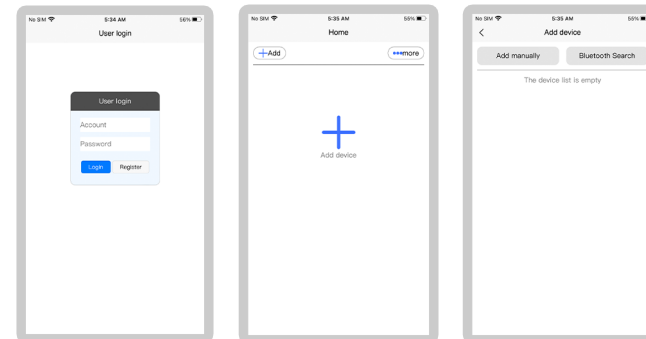 No SIM 5:34 AM 56%
User login
User login
Account
Password
Login Register
No SIM 5:35 AM 55%
Home
Add more
Add device
No SIM 5:35 AM 55%
Add device
Add manually Bluetooth Search
The device list is empty